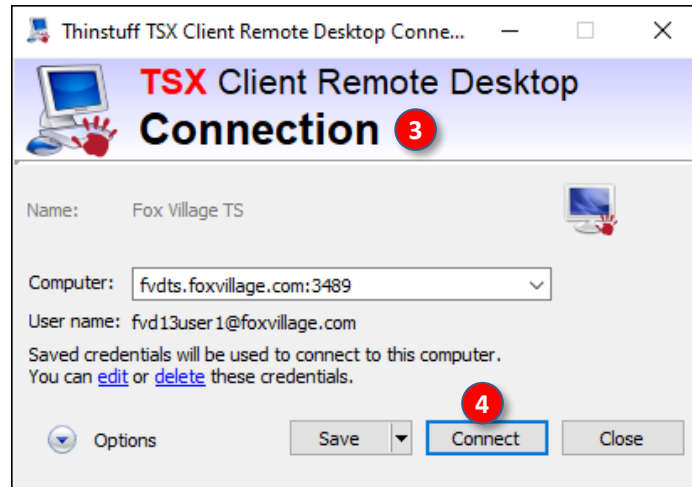 Thinstuff TSX Client Remote Desktop Conne...
TSX Client Remote Desktop
Connection 3
Name: Fox Village TS
Computer: fvdts.foxvillage.com:3489
User name: fvd13user1@foxvillage.com
Saved credentials will be used to connect to this computer.
You can edit or delete these credentials.
4
Options Save Connect Close